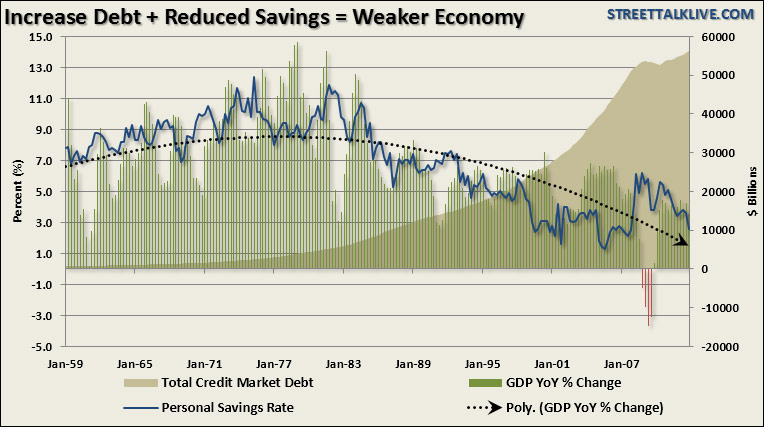 Increase Debt + Reduced Savings = Weaker Economy
STREETTALKLIVE.COM
15.0
13.0
11.0
9.0
7.0
5.0
3.0
1.0
-1.0
-3.0
-5.0
Percent (%)
60000
50000
40000
30000
20000
10000
0
-10000
-20000
$ Billions
Jan-59 Jan-65 Jan-71 Jan-77 Jan-83 Jan-89 Jan-95 Jan-01 Jan-07
Total Credit Market Debt
GDP YoY % Change
Personal Savings Rate
Poly. (GDP YoY % Change)